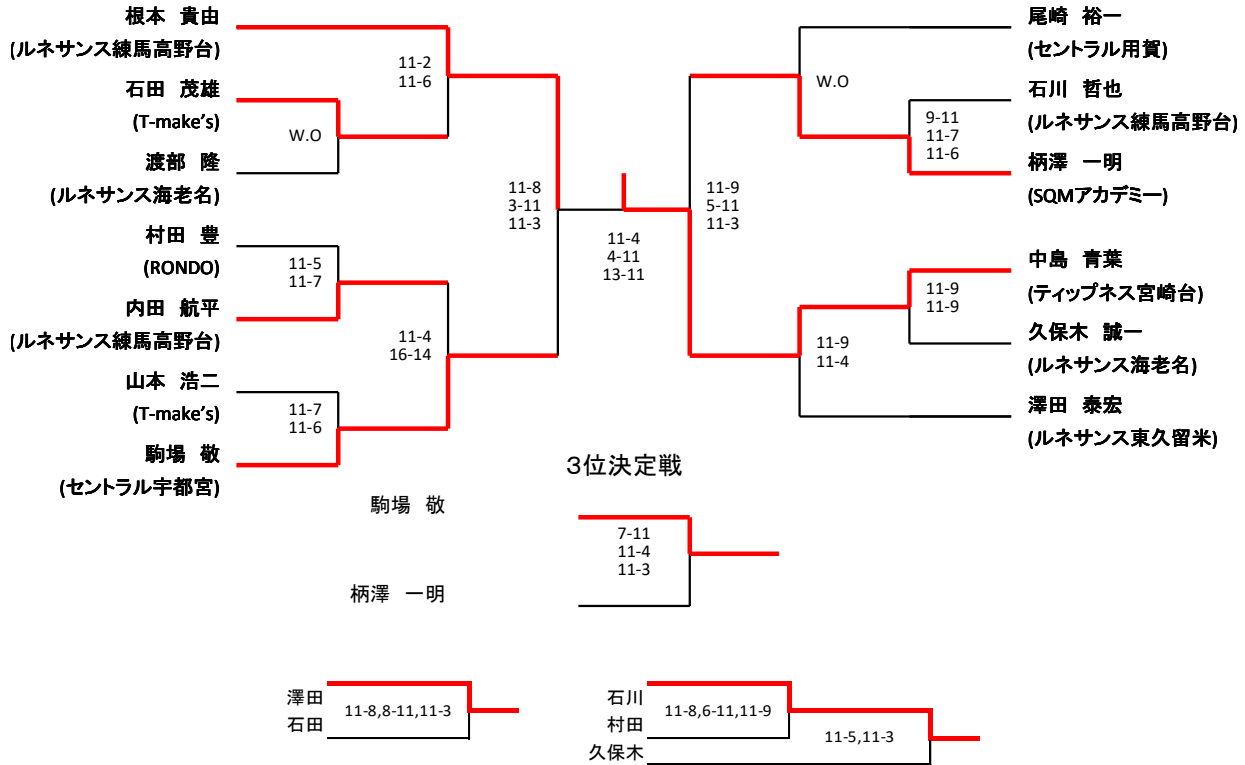 根本　貴由
(ルネサンス練馬高野台)
石田　茂雄
(T-make's)
渡部　隆
(ルネサンス海老名)
村田　豊
(RONDO)
内田　航平
(ルネサンス練馬高野台)
山本　浩二
(T-make's)
駒場　敬
(セントラル宇都宮)
11-2
11-6
W.O
11-5
11-7
11-7
11-6
11-4
16-14
11-8
3-11
11-3
11-4
4-11
13-11
11-9
5-11
11-3
W.O
9-11
11-7
11-6
11-9
11-9
11-9
11-4
尾崎　裕一
(セントラル用賀)
石川　哲也
(ルネサンス練馬高野台)
柄澤　一明
(SQMアカデミー)
中島　青葉
(ティップネス宮崎台)
久保木　誠一
(ルネサンス海老名)
澤田　泰宏
(ルネサンス東久留米)
3位決定戦
駒場　敬
7-11
11-4
11-3
柄澤　一明
澤田
石田
11-8,8-11,11-3
石川
村田
久保木
11-8,6-11,11-9
11-5,11-3